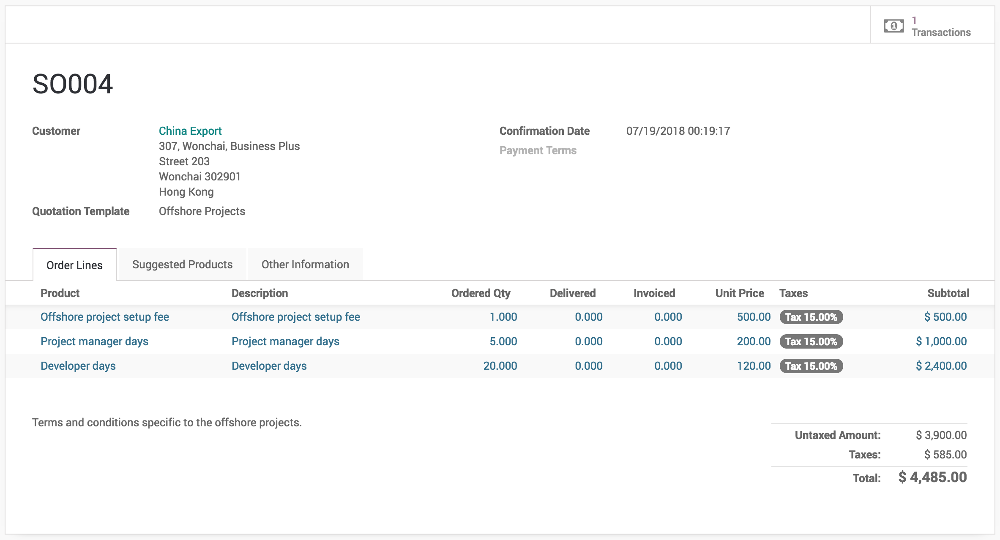 1
Transactions
SO004
Customer China Export
307, Wonchai, Business Plus
Street 203
Wonchai 302901
Hong Kong
Quotation Template Offshore Projects
Confirmation Date 07/19/2018 00:19:17
Payment Terms
Order Lines Suggested Products Other Information
Product Description Ordered Qty Delivered Invoiced Unit Price Taxes Subtotal
Offshore project setup fee Offshore project setup fee 1.000 0.000 0.000 500.00 Tax 15.00% $ 500.00
Project manager days Project manager days 5.000 0.000 0.000 200.00 Tax 15.00% $ 1,000.00
Developer days Developer days 20.000 0.000 0.000 120.00 Tax 15.00% $ 2,400.00
Terms and conditions specific to the offshore projects.
Untaxed Amount: $ 3,900.00
Taxes: $ 585.00
Total: $ 4,485.00